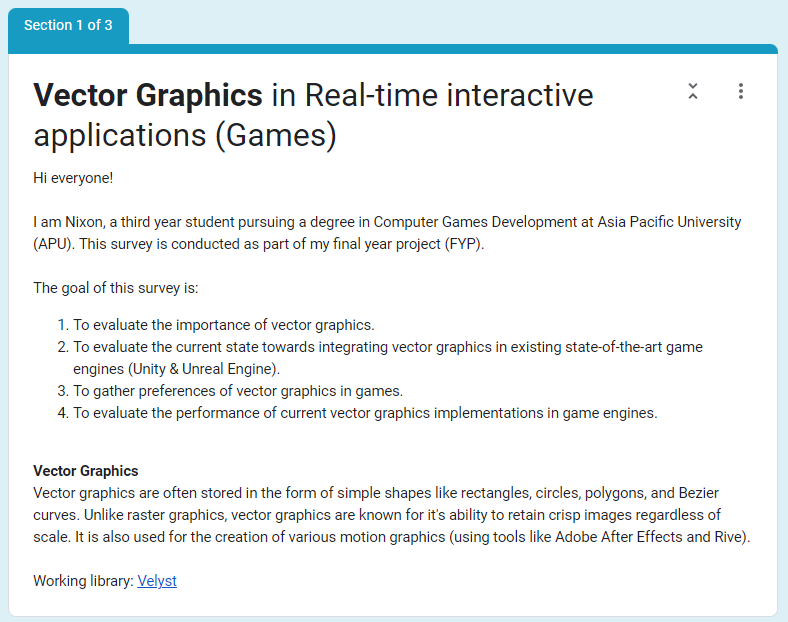 Section 1 of 3
Vector Graphics in Real-time interactive
applications (Games)
Hi everyone!
I am Nixon, a third year student pursuing a degree in Computer Games Development at Asia Pacific University
(APU). This survey is conducted as part of my final year project (FYP).
The goal of this survey is:
1. To evaluate the importance of vector graphics.
2. To evaluate the current state towards integrating vector graphics in existing state-of-the-art game
engines (Unity & Unreal Engine).
3. To gather preferences of vector graphics in games.
4. To evaluate the performance of current vector graphics implementations in game engines.
Vector Graphics
Vector graphics are often stored in the form of simple shapes like rectangles, circles, polygons, and Bezier
curves. Unlike raster graphics, vector graphics are known for it's ability to retain crisp images regardless of
scale. It is also used for the creation of various motion graphics (using tools like Adobe After Effects and Rive).
Working library: Velyst